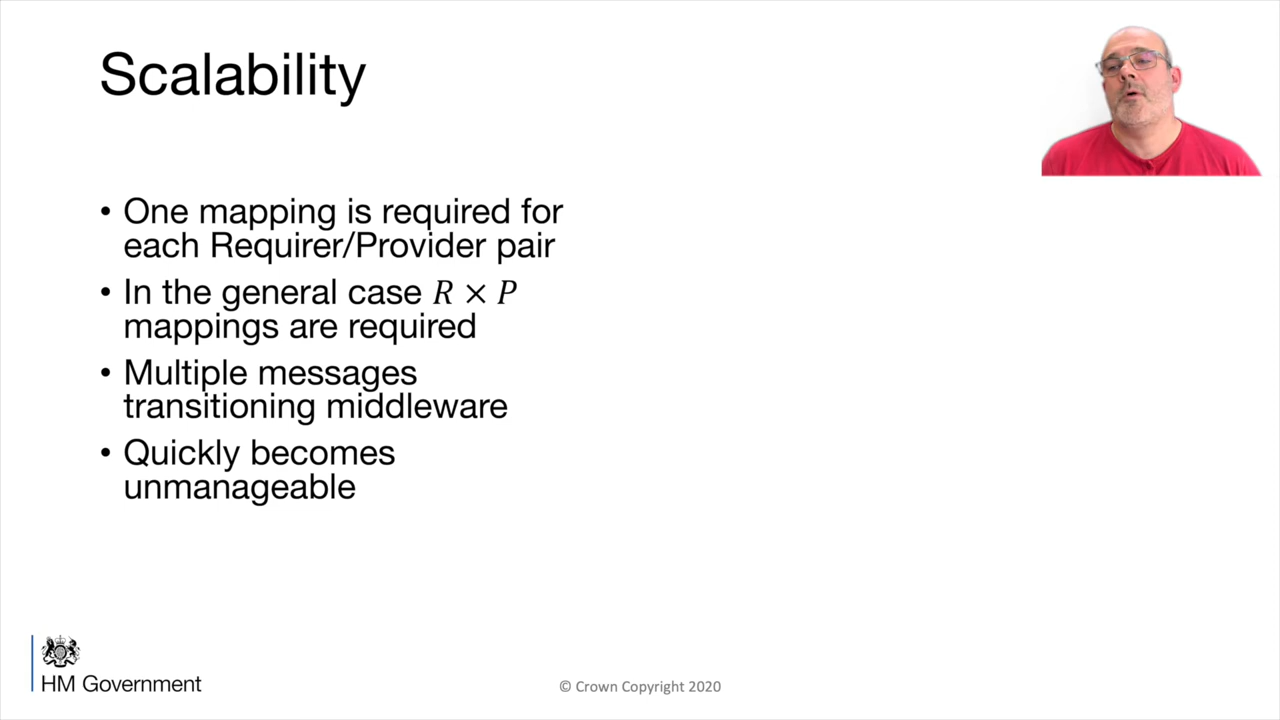 Scalability
• One mapping is required for
each Requirer/Provider pair
• In the general case R × P
mappings are required
• Multiple messages
transitioning middleware
• Quickly becomes
unmanageable
HM Government
© Crown Copyright 2020